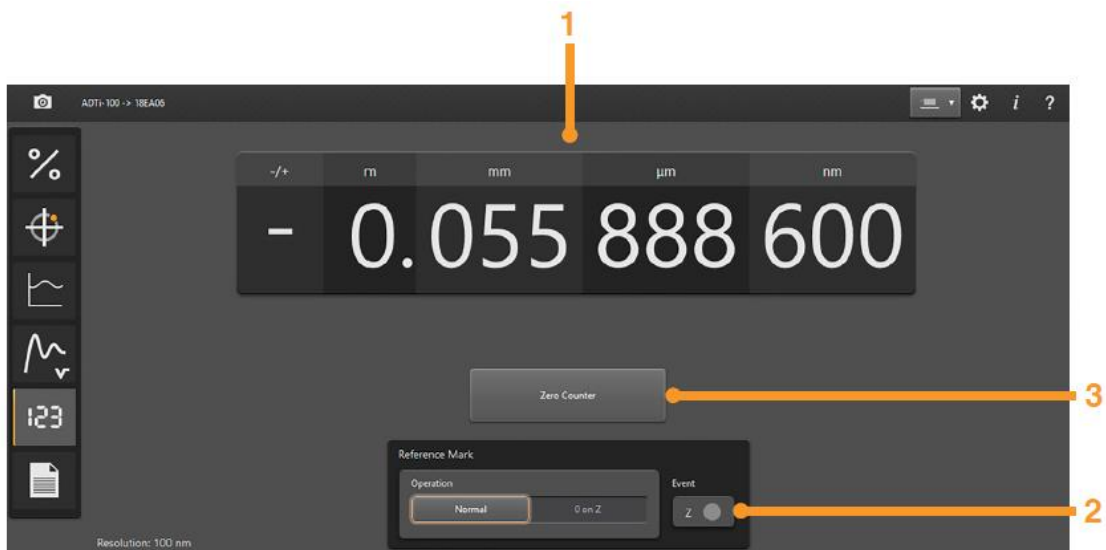 1
ADTi-100 -> 18EA06
i ?
%
-/+ m mm µm nm
- 0. 055 888 600
Zero Counter
3
123
Reference Mark
Operation
Event
Normal 0 on Z
Z
2
Resolution: 100 nm